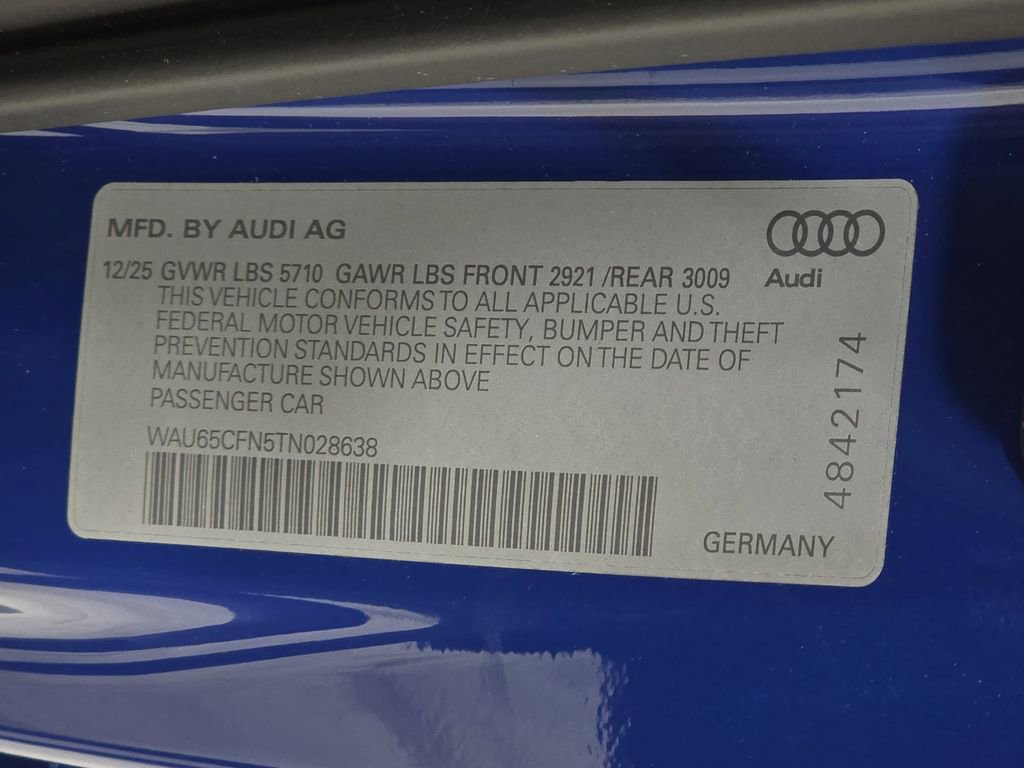 MFD. BY AUDI AG
Audi
12/25 GVWR LBS 5710 GAWR LBS FRONT 2921 /REAR 3009
THIS VEHICLE CONFORMS TO ALL APPLICABLE U.S.
FEDERAL MOTOR VEHICLE SAFETY, BUMPER AND THEFT
PREVENTION STANDARDS IN EFFECT ON THE DATE OF
MANUFACTURE SHOWN ABOVE
PASSENGER CAR
WAU65CFN5TN028638
4842174
GERMANY